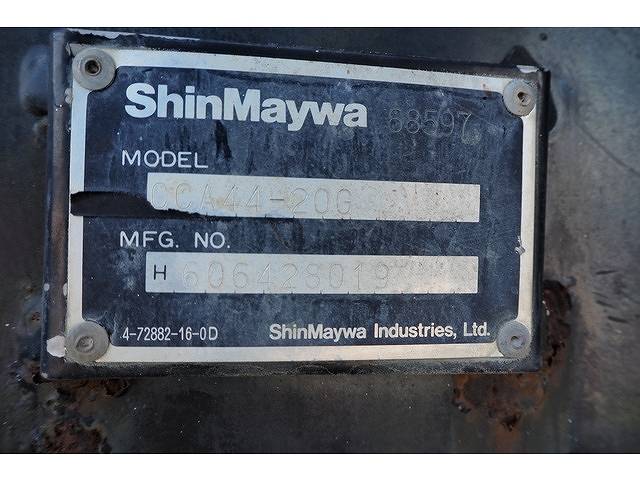 ShinMaywa 68597
MODEL
CCA44-20G
MFG. NO.
H 606428019
4-72882-16-0D ShinMaywa Industries, Ltd.